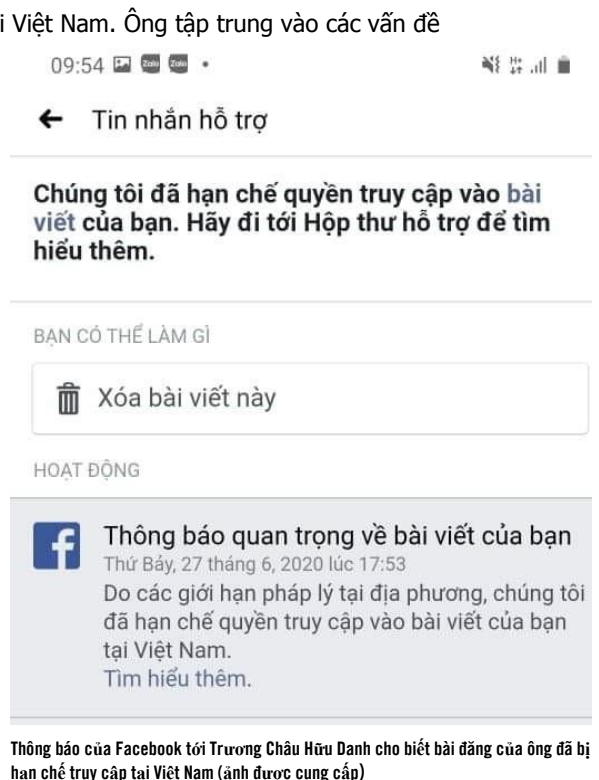 i Việt Nam. Ông tập trung vào các vấn đề
09:54
Tin nhắn hỗ trợ
Chúng tôi đã hạn chế quyền truy cập vào bài
viết của bạn. Hãy đi tới Hộp thư hỗ trợ để tìm
hiểu thêm.
BẠN CÓ THỂ LÀM GÌ
Xóa bài viết này
HOẠT ĐỘNG
Thông báo quan trọng về bài viết của bạn
Thứ Bảy, 27 tháng 6, 2020 lúc 17:53
Do các giới hạn pháp lý tại địa phương, chúng tôi
đã hạn chế quyền truy cập vào bài viết của bạn
tại Việt Nam.
Tìm hiểu thêm.
Thông báo của Facebook tới Trương Châu Hữu Danh cho biết bài đăng của ông đã bị
hạn chế truy cập tại Việt Nam (ảnh được cung cấp)